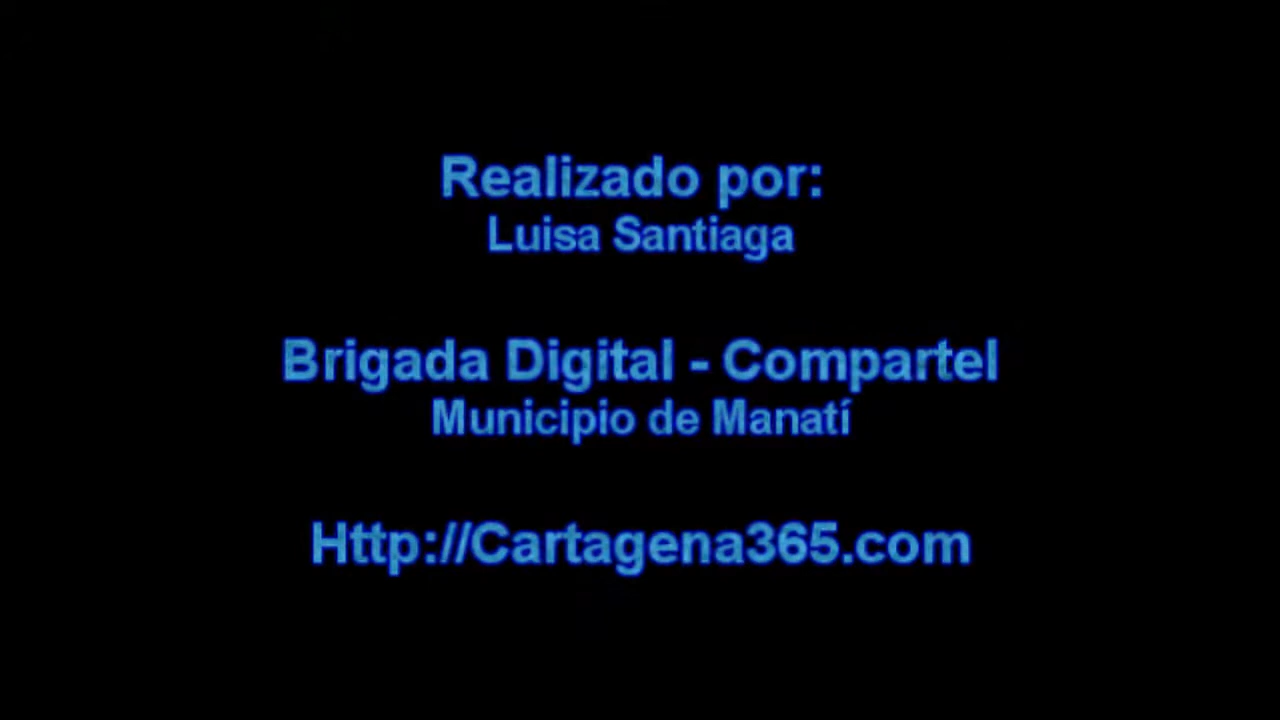 Realizado por:
Luisa Santiaga
Brigada Digital - Compartel
Municipio de Manatí
Http://Cartagena365.com